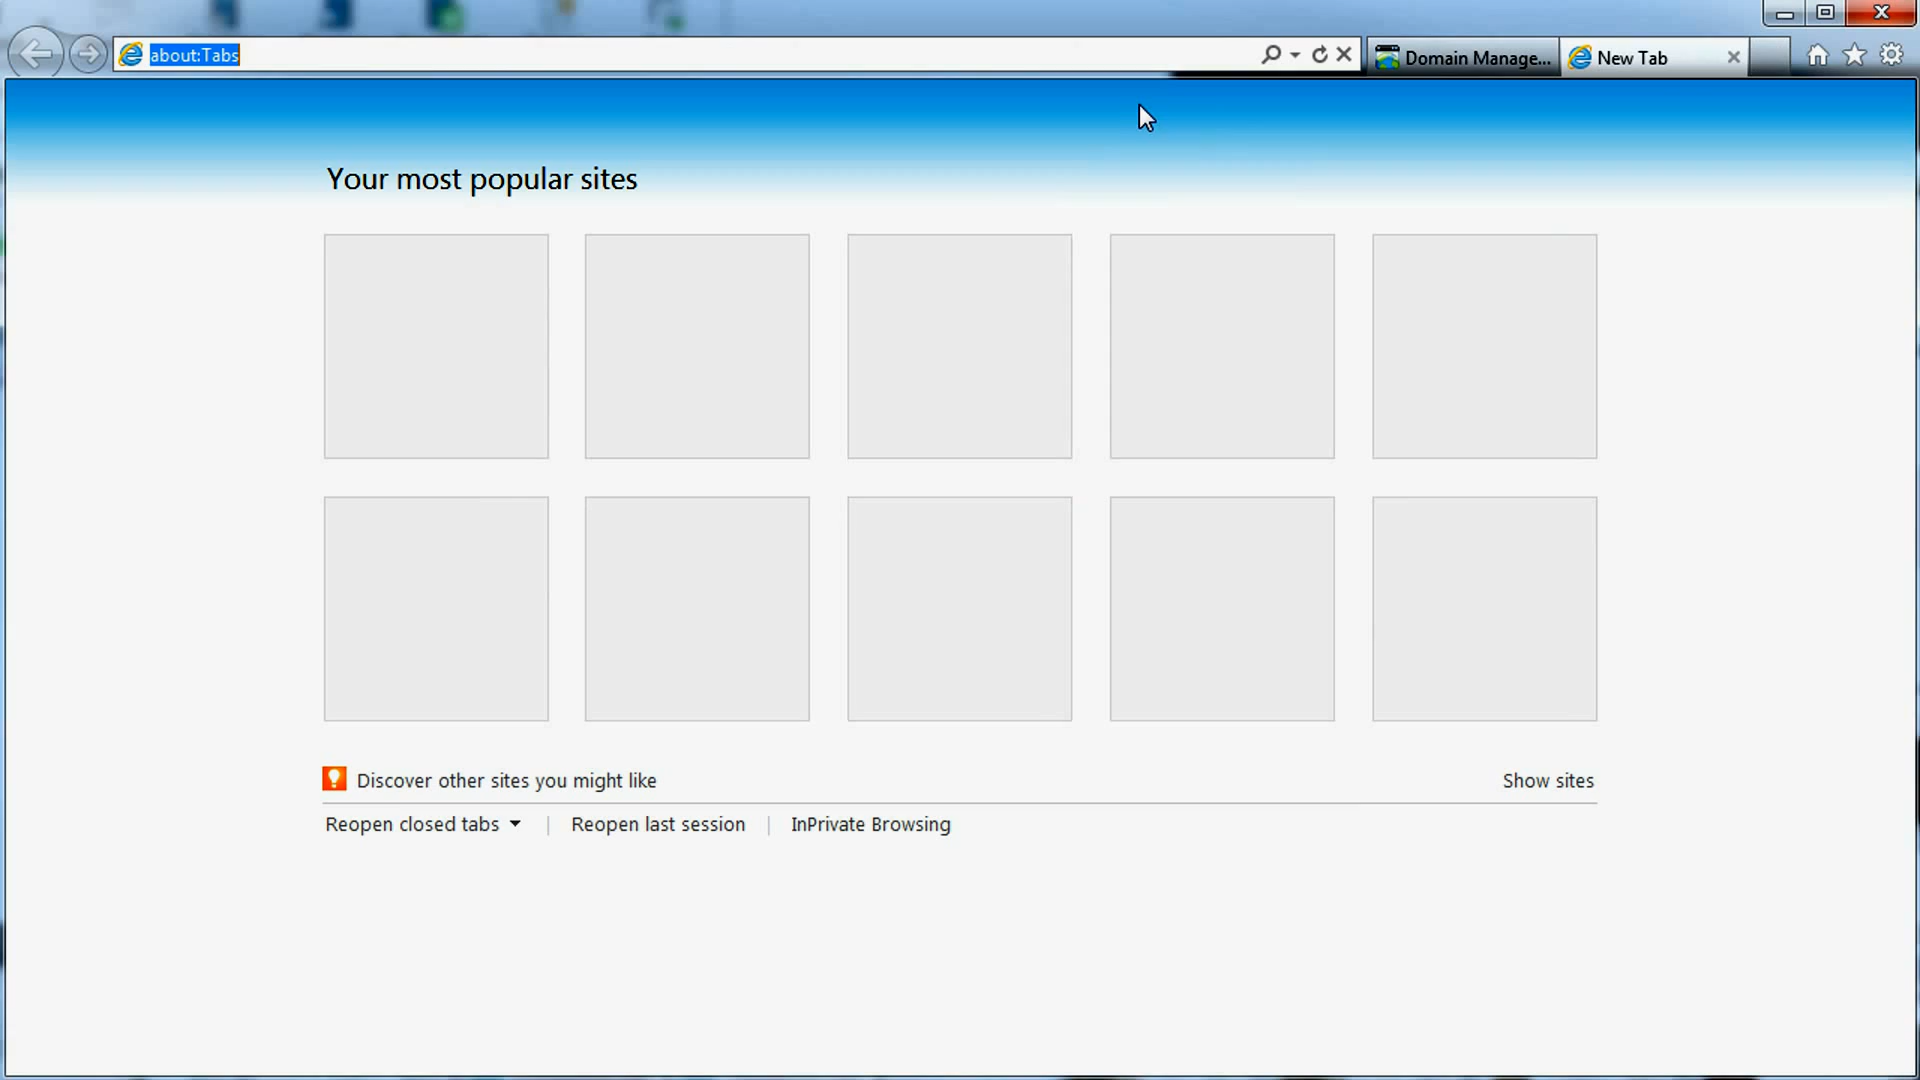 about:Tabs
Domain Manage...
New Tab
Your most popular sites
Discover other sites you might like
Show sites
Reopen closed tabs
Reopen last session
InPrivate Browsing